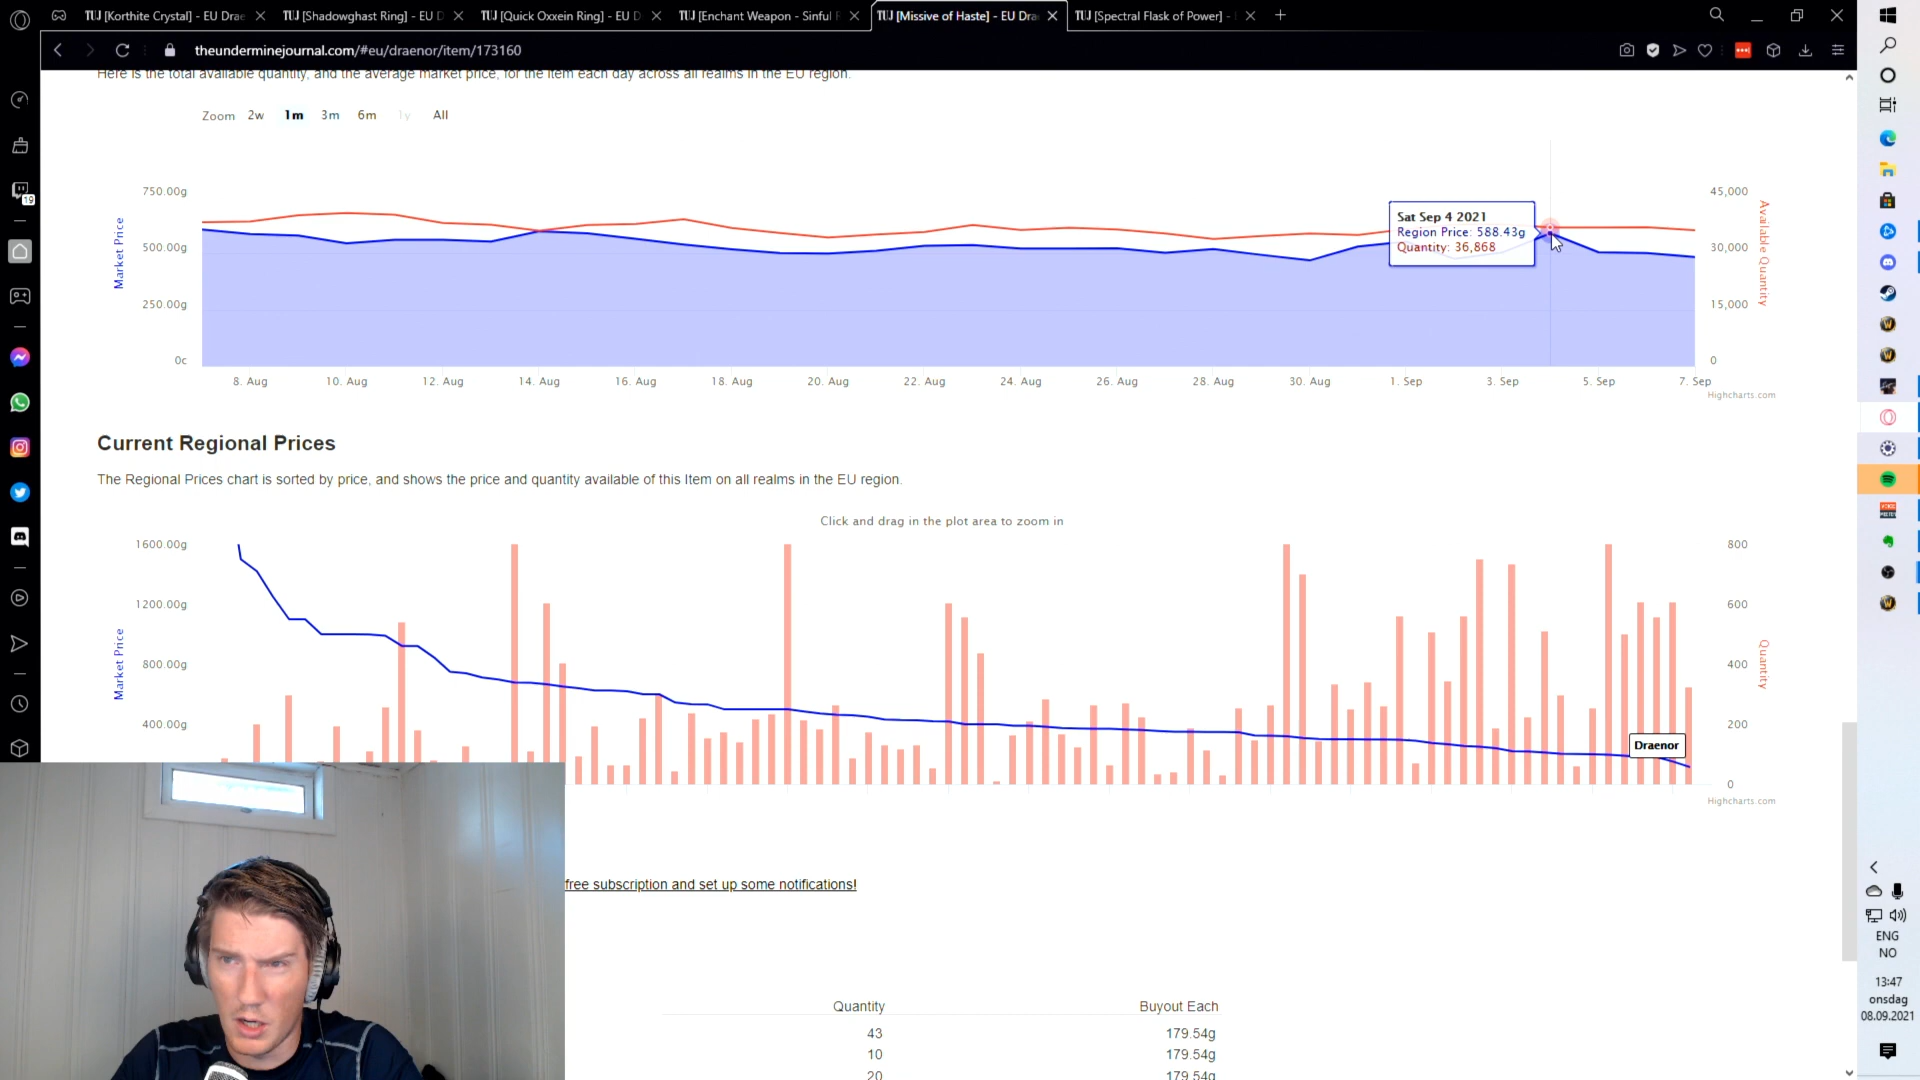 TUJ [Korthite Crystal] - EU Drae
TUJ [Shadowghast Ring] - EU D
TUJ [Quick Oxxein Ring] - EU D
TUJ [Enchant Weapon - Sinful R
TUJ [Missive of Haste] - EU Dra
TUJ [Spectral Flask of Power] -
theunderminejournal.com/#eu/draenor/item/173160
Here is the total available quantity, and the average market price, for the item each day across all realms in the EU region.
Zoom 2w 1m 3m 6m 1y All
750.00g
500.00g
250.00g
0c
Market Price
45,000
30,000
15,000
0
Available Quantity
Sat Sep 4 2021
Region Price: 588.43g
Quantity: 36,868
8. Aug 10. Aug 12. Aug 14. Aug 16. Aug 18. Aug 20. Aug 22. Aug 24. Aug 26. Aug 28. Aug 30. Aug 1. Sep 3. Sep 5. Sep 7. Sep
Highcharts.com
Current Regional Prices
The Regional Prices chart is sorted by price, and shows the price and quantity available of this Item on all realms in the EU region.
Click and drag in the plot area to zoom in
1600.00g
1200.00g
800.00g
400.00g
Market Price
800
600
400
200
0
Quantity
Draenor
Highcharts.com
free subscription and set up some notifications!
Quantity Buyout Each
43 179.54g
10 179.54g
20 179.54g
19
ENG
NO
13:47
onsdag
08.09.2021